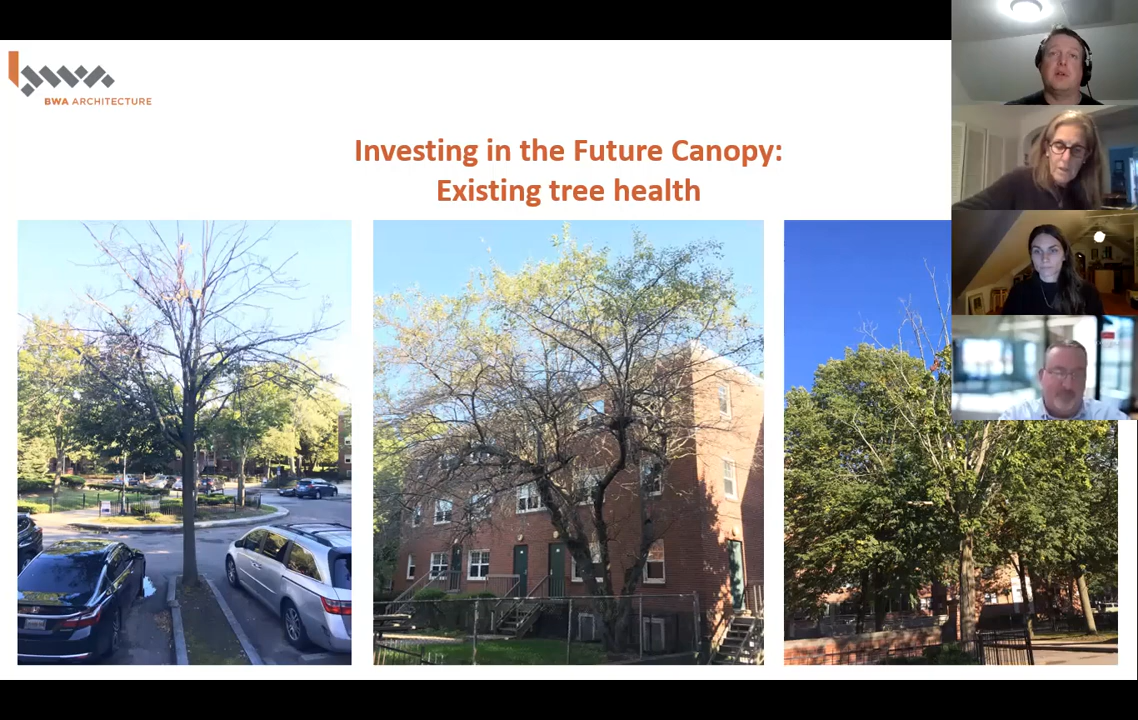 BWA ARCHITECTURE
Investing in the Future Canopy:
Existing tree health